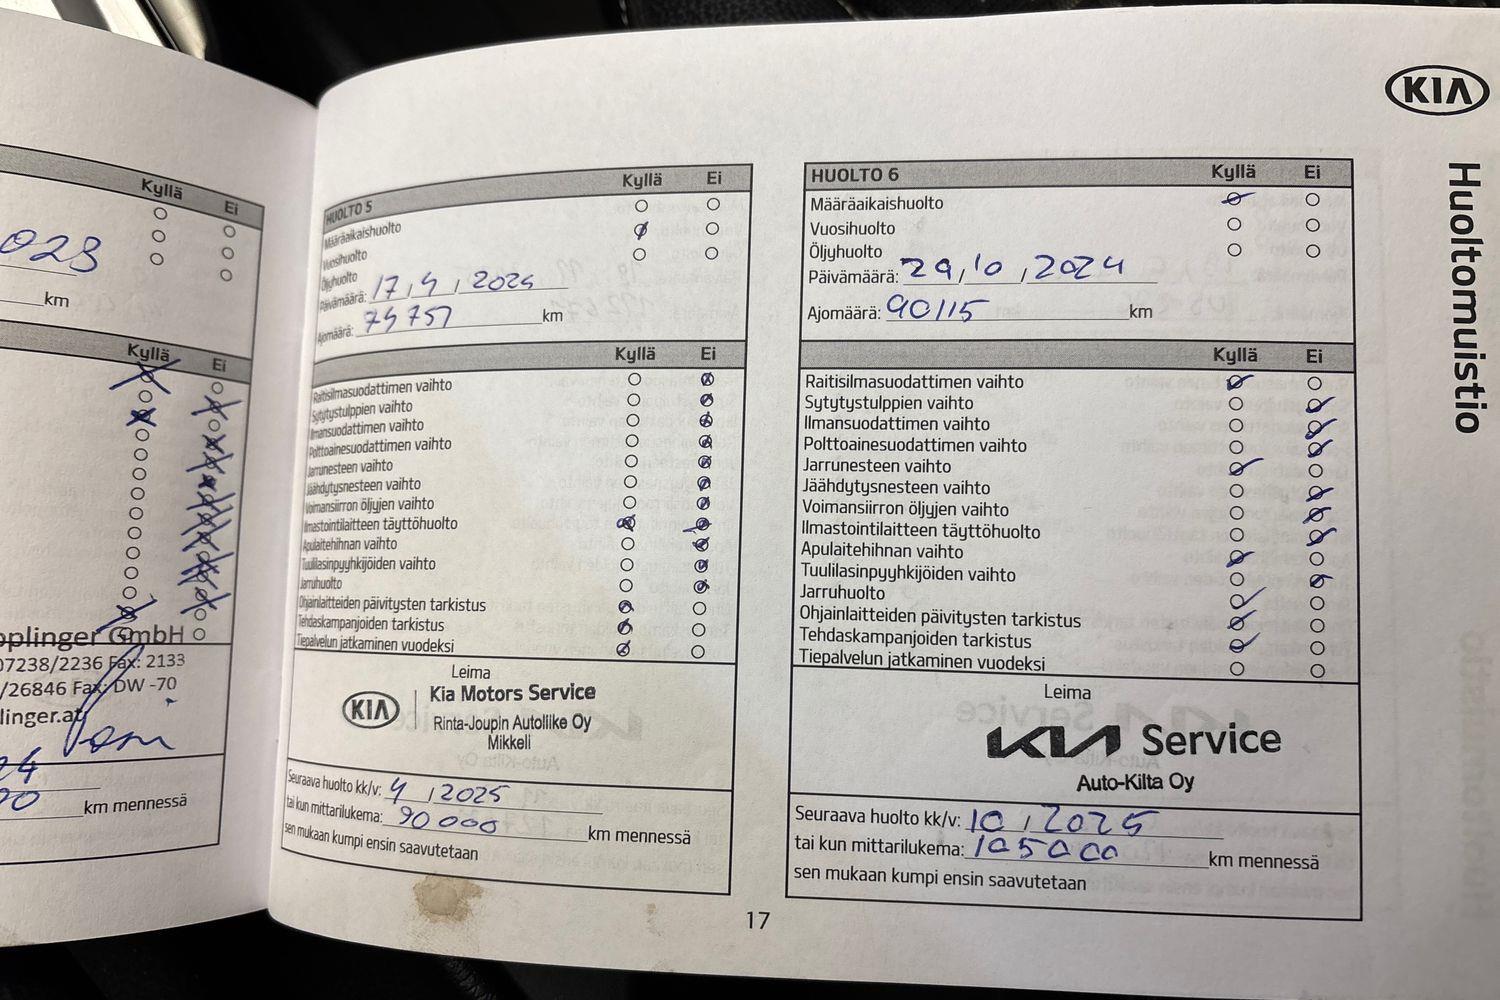 Kyllä Ei
023
km
Kyllä Ei
pplinger GmbH
07238/2236 Fax: 2133
/26846 Fax: DW -70
linger.at
24
00 km mennessä
HUOLTO 5 Kyllä Ei
Määräaikaishuolto
Vuosihuolto
Öljyhuolto
Päivämäärä: 17,4,2024
Ajomäärä: 74757 km
Kyllä Ei
Raitisilmasuodattimen vaihto
Sytytystulppien vaihto
Ilmansuodattimen vaihto
Polttoainesuodattimen vaihto
Jarrunesteen vaihto
Jäähdytysnesteen vaihto
Voimansiirron öljyjen vaihto
Ilmastointilaitteen täyttöhuolto
Apulaitehihnan vaihto
Tuulilasinpyyhkijöiden vaihto
Jarruhuolto
Ohjainlaitteiden päivitysten tarkistus
Tehdaskampanjoiden tarkistus
Tiepalvelun jatkaminen vuodeksi
Leima
KIA Kia Motors Service
Rinta-Joupin Autoliike Oy
Mikkeli
Seuraava huolto kk/v: 4,2025
tai kun mittarilukema: 90000 km mennessä
sen mukaan kumpi ensin saavutetaan
HUOLTO 6 Kyllä Ei
Määräaikaishuolto
Vuosihuolto
Öljyhuolto
Päivämäärä: 29,10,2024
Ajomäärä: 90115 km
Kyllä Ei
Raitisilmasuodattimen vaihto
Sytytystulppien vaihto
Ilmansuodattimen vaihto
Polttoainesuodattimen vaihto
Jarrunesteen vaihto
Jäähdytysnesteen vaihto
Voimansiirron öljyjen vaihto
Ilmastointilaitteen täyttöhuolto
Apulaitehihnan vaihto
Tuulilasinpyyhkijöiden vaihto
Jarruhuolto
Ohjainlaitteiden päivitysten tarkistus
Tehdaskampanjoiden tarkistus
Tiepalvelun jatkaminen vuodeksi
Leima
KIA Service
Auto-Kilta Oy
Seuraava huolto kk/v: 10,2025
tai kun mittarilukema: 105000 km mennessä
sen mukaan kumpi ensin saavutetaan
17
KIA
Huoltomuistio